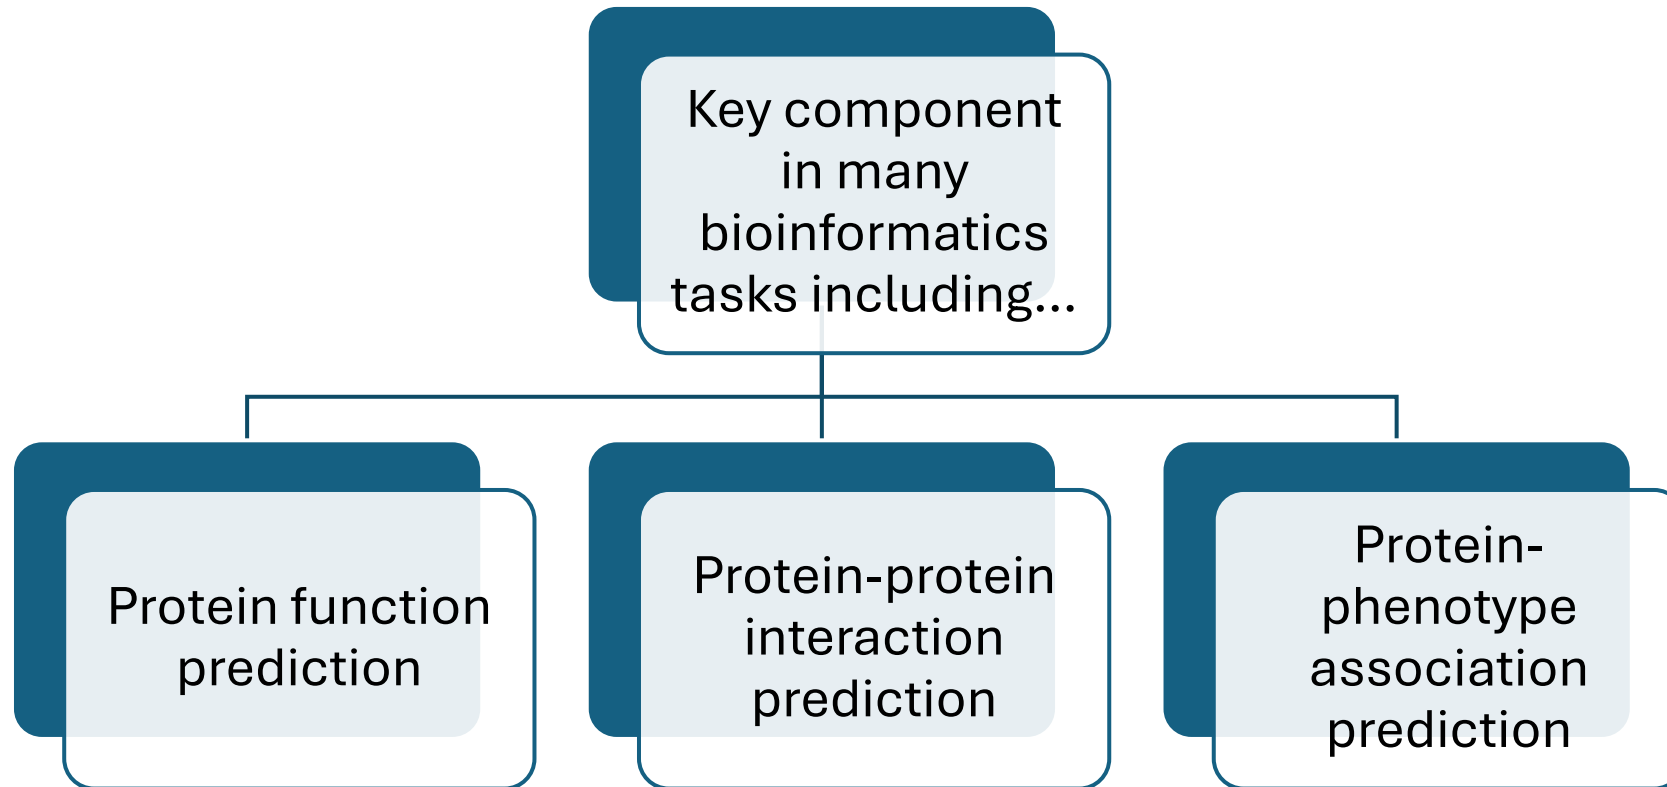 Key component
in many
bioinformatics
tasks including...
Protein function
prediction
Protein-protein
interaction
prediction
Protein-
phenotype
association
prediction